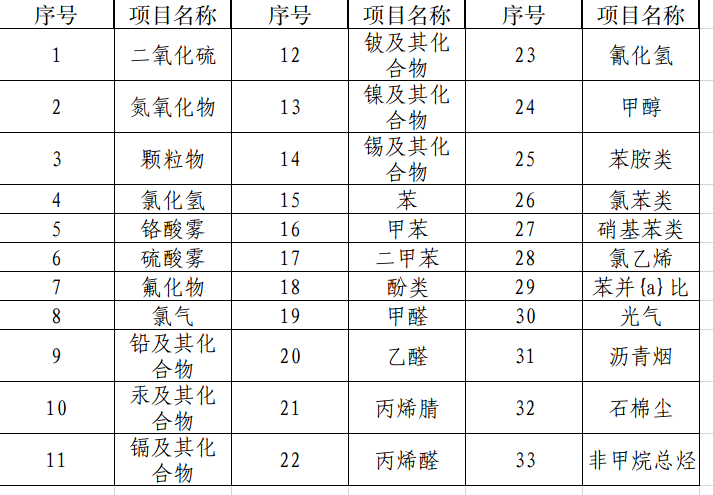 序号 项目名称 序号 项目名称 序号 项目名称
1 二氧化硫 12 铍及其化合物 23 氰化氢
2 氮氧化物 13 镍及其化合物 24 甲醇
3 颗粒物 14 锡及其化合物 25 苯胺类
4 氯化氢 15 苯 26 氯苯类
5 铬酸雾 16 甲苯 27 硝基苯类
6 硫酸雾 17 二甲苯 28 氯乙烯
7 氟化物 18 酚类 29 苯并{a}比
8 氯气 19 甲醛 30 光气
9 铅及其化合物 20 乙醛 31 沥青烟
10 汞及其化合物 21 丙烯腈 32 石棉尘
11 镉及其化合物 22 丙烯醛 33 非甲烷总烃